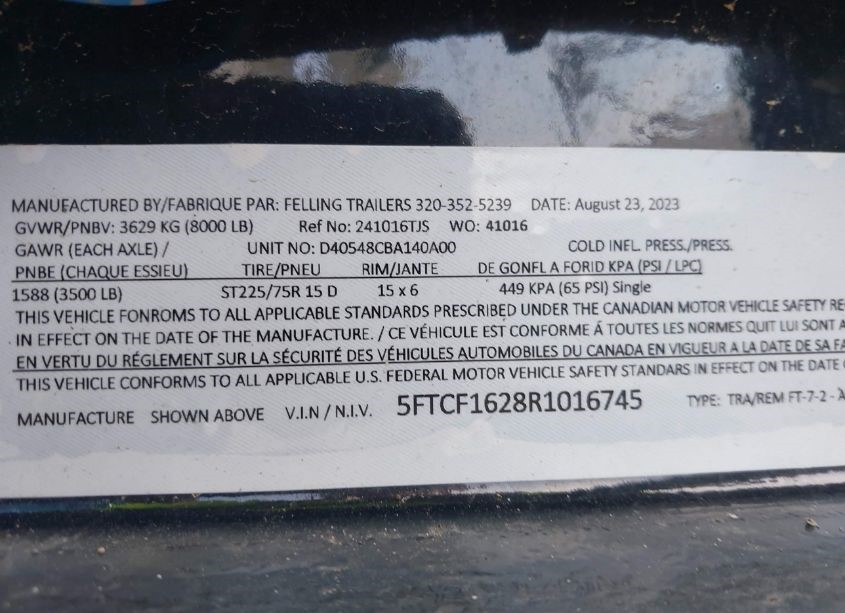 MANUFACTURED BY/FABRIQUE PAR: FELLING TRAILERS 320-352-5239 DATE: August 23, 2023
GVWR/PNBV: 3629 KG (8000 LB) Ref No: 241016TJS WO: 41016
GAWR (EACH AXLE) / UNIT NO: D40548CBA140A00 COLD INFL. PRESS./PRESS.
PNBE (CHAQUE ESSIEU) TIRE/PNEU RIM/JANTE DE GONFL A FORID KPA (PSI / LPC)
1588 (3500 LB) ST225/75R 15 D 15 x 6 449 KPA (65 PSI) Single
THIS VEHICLE FONROMS TO ALL APPLICABLE STANDARDS PRESCRIBED UNDER THE CANADIAN MOTOR VEHICLE SAFETY RE
IN EFFECT ON THE DATE OF THE MANUFACTURE. / CE VÉHICULE EST CONFORME Á TOUTES LES NORMES QUIT LUI SONT A
EN VERTU DU RÉGLEMENT SUR LA SÉCURITÉ DES VÉHICULES AUTOMOBILES DU CANADA EN VIGUEUR A LA DATE DE SA FA
THIS VEHICLE CONFORMS TO ALL APPLICABLE U.S. FEDERAL MOTOR VEHICLE SAFETY STANDARS IN EFFECT ON THE DATE
MANUFACTURE SHOWN ABOVE V.I.N / N.I.V. 5FTCF1628R1016745 TYPE: TRA/REM FT-7-2 -